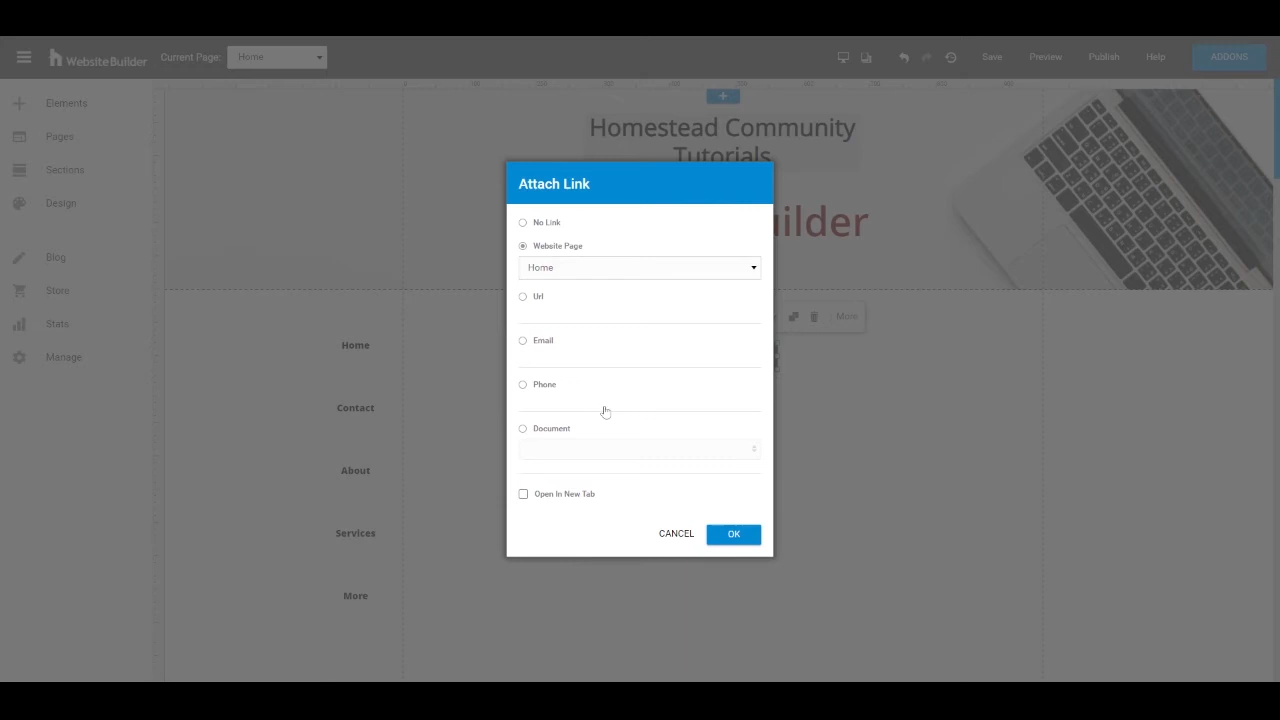 WebsiteBuilder
Current Page:
Home
Save
Preview
Publish
Help
ADDONS
Elements
Pages
Sections
Design
Blog
Store
Stats
Manage
Homestead Community
Tutorials
uilder
More
Home
Contact
About
Services
More
Attach Link
No Link
Website Page
Home
Url
Email
Phone
Document
Open In New Tab
CANCEL
OK